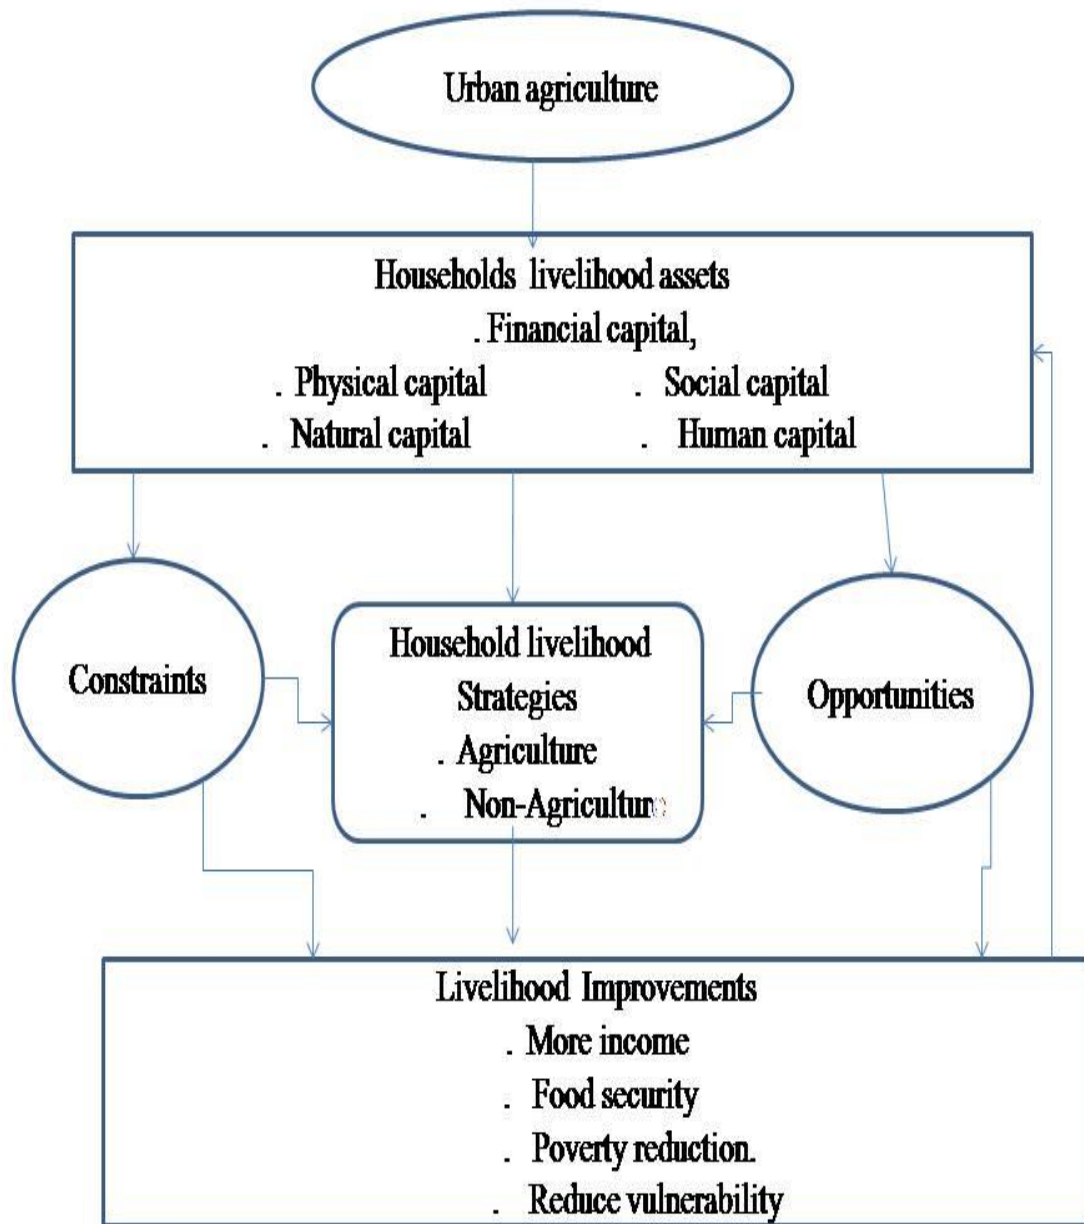 Urban agriculture
Households livelihood assets
. Financial capital,
. Physical capital . Social capital
. Natural capital . Human capital
Constraints
Household livelihood
Strategies
. Agriculture
. Non-Agriculture
Opportunities
Livelihood Improvements
. More income
. Food security
. Poverty reduction.
. Reduce vulnerability